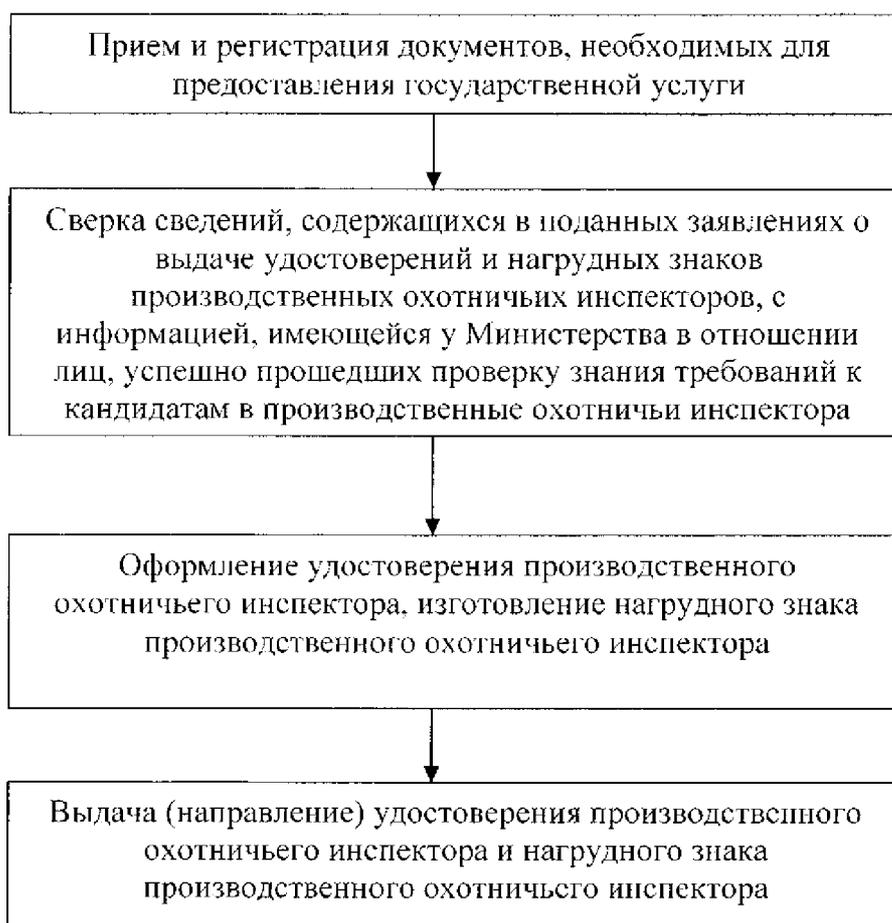 Прием и регистрация документов, необходимых для
предоставления государственной услуги
Сверка сведений, содержащихся в поданных заявлениях о
выдаче удостоверений и нагрудных знаков
производственных охотничьих инспекторов, с
информацией, имеющейся у Министерства в отношении
лиц, успешно прошедших проверку знания требований к
кандидатам в производственные охотничьи инспектора
Оформление удостоверения производственного
охотничьего инспектора, изготовление нагрудного знака
производственного охотничьего инспектора
Выдача (направление) удостоверения производственного
охотничьего инспектора и нагрудного знака
производственного охотничьего инспектора